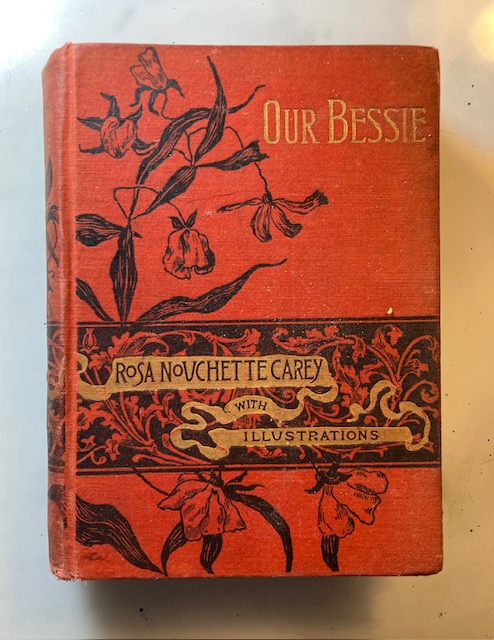 OUR BESSIE
ROSA NOUCHETTE CAREY
WITH
ILLUSTRATIONS